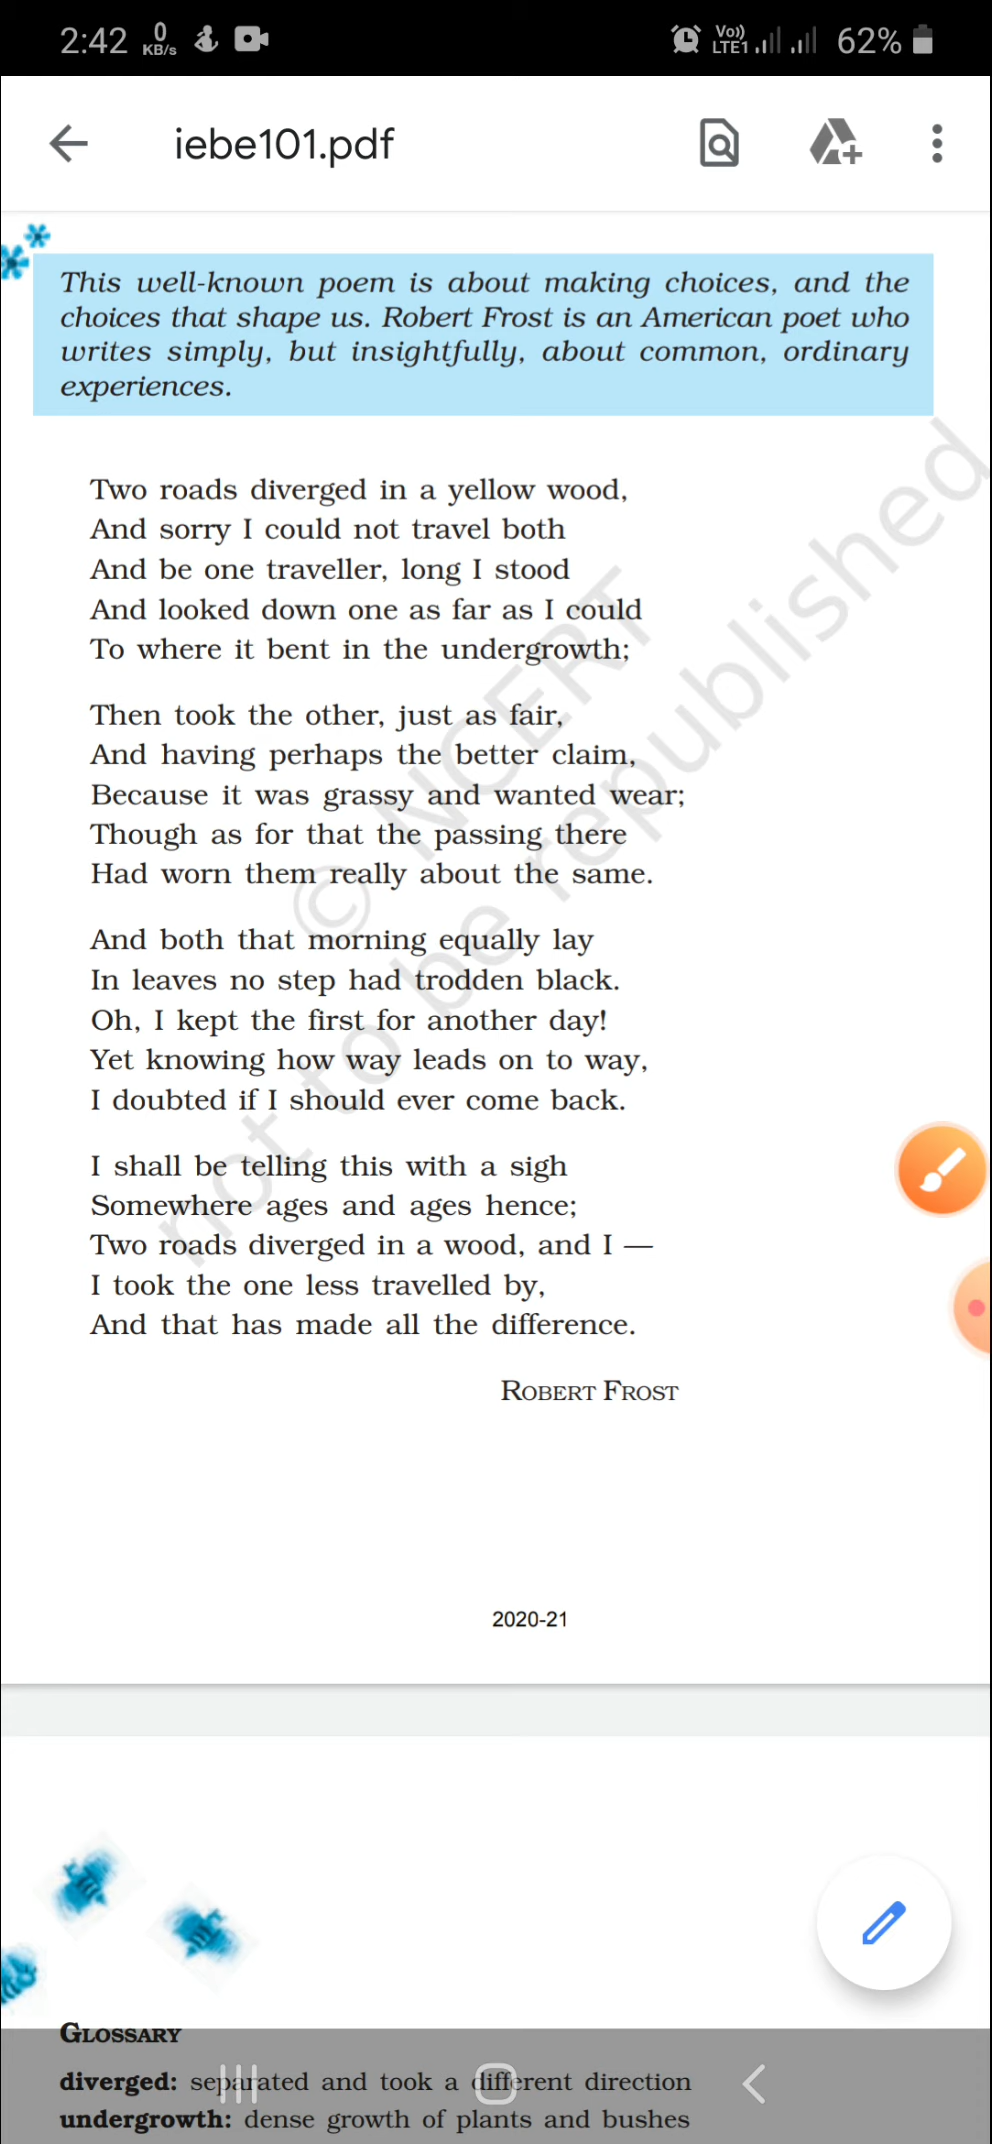 2:42 0 KB/s Vo)) LTE1 62%
iebe101.pdf
This well-known poem is about making choices, and the
choices that shape us. Robert Frost is an American poet who
writes simply, but insightfully, about common, ordinary
experiences.
Two roads diverged in a yellow wood,
And sorry I could not travel both
And be one traveller, long I stood
And looked down one as far as I could
To where it bent in the undergrowth;
Then took the other, just as fair,
And having perhaps the better claim,
Because it was grassy and wanted wear;
Though as for that the passing there
Had worn them really about the same.
And both that morning equally lay
In leaves no step had trodden black.
Oh, I kept the first for another day!
Yet knowing how way leads on to way,
I doubted if I should ever come back.
I shall be telling this with a sigh
Somewhere ages and ages hence;
Two roads diverged in a wood, and I —
I took the one less travelled by,
And that has made all the difference.
ROBERT FROST
© NCERT
not to be republished
2020-21
GLOSSARY
diverged: separated and took a different direction
undergrowth: dense growth of plants and bushes